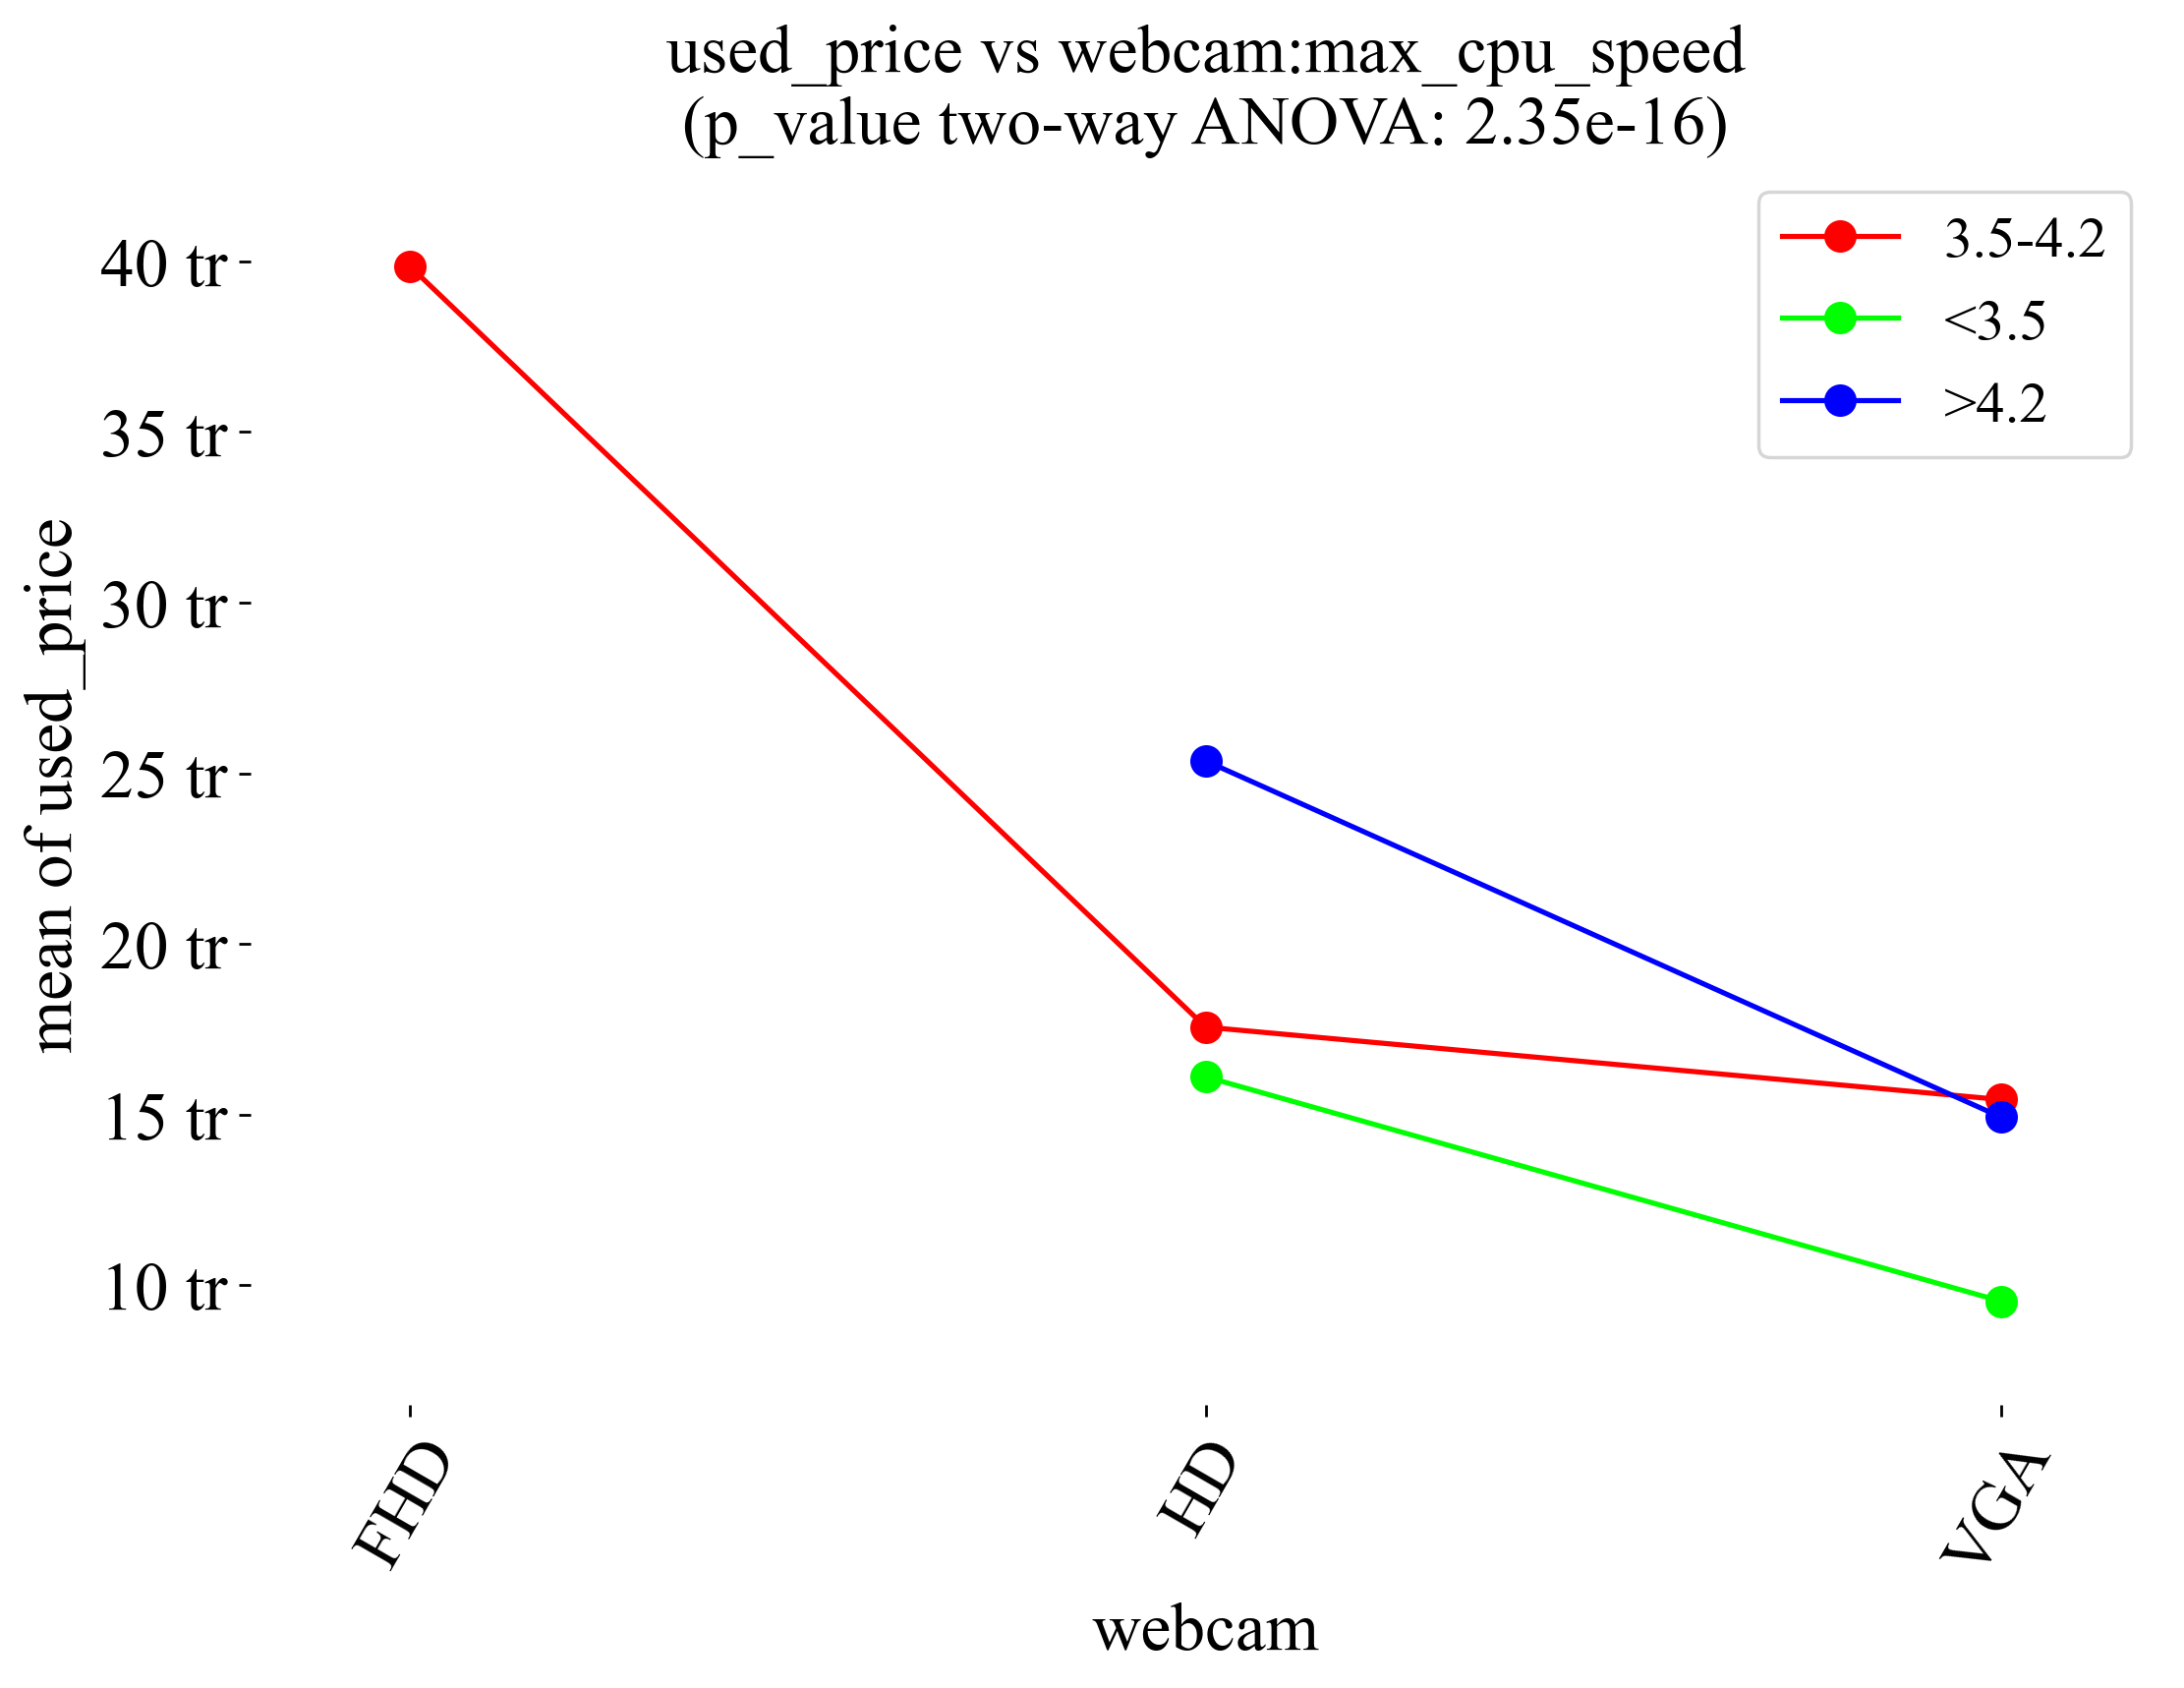 used_price vs webcam:max_cpu_speed
(p_value two-way ANOVA: 2.35e-16)
3.5-4.2
<3.5
>4.2
mean of used_price
40 tr
35 tr
30 tr
25 tr
20 tr
15 tr
10 tr
FHD
HD
VGA
webcam